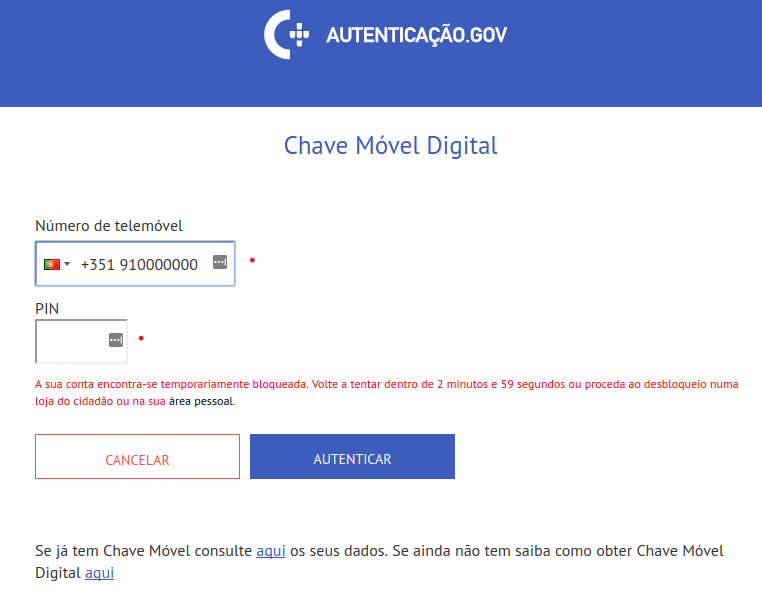 AUTENTICAÇÃO.GOV
Chave Móvel Digital
Número de telemóvel
+351 910000000 *
PIN
*
A sua conta encontra-se temporariamente bloqueada. Volte a tentar dentro de 2 minutos e 59 segundos ou proceda ao desbloqueio numa
loja do cidadão ou na sua área pessoal.
CANCELAR AUTENTICAR
Se já tem Chave Móvel consulte aqui os seus dados. Se ainda não tem saiba como obter Chave Móvel
Digital aqui